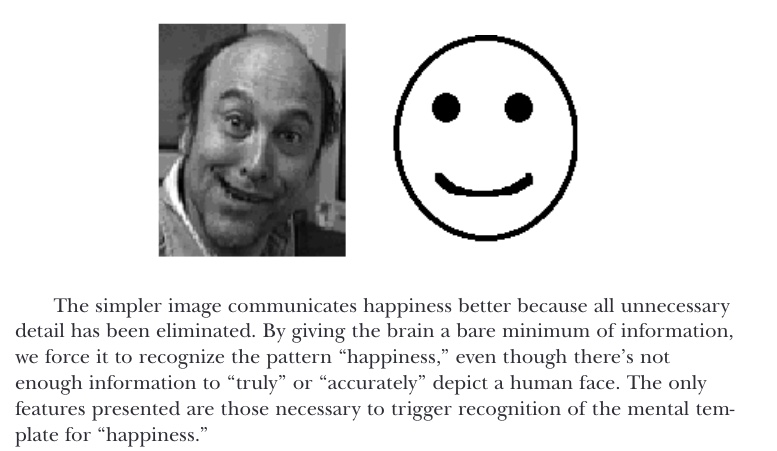 The simpler image communicates happiness better because all unnecessary
detail has been eliminated. By giving the brain a bare minimum of information,
we force it to recognize the pattern “happiness,” even though there’s not
enough information to “truly” or “accurately” depict a human face. The only
features presented are those necessary to trigger recognition of the mental tem-
plate for “happiness.”